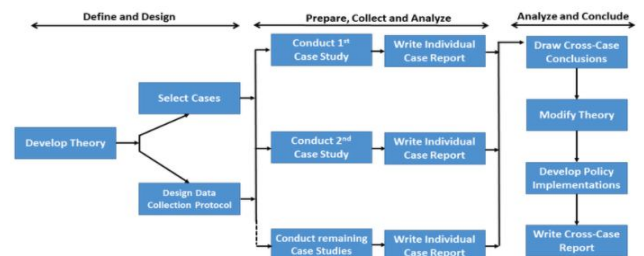 Define and Design
Prepare, Collect and Analyze
Analyze and Conclude
Develop Theory
Select Cases
Design Data
Collection Protocol
Conduct 1st
Case Study
Write Individual
Case Report
Conduct 2nd
Case Study
Write Individual
Case Report
Conduct remaining
Case Studies
Write Individual
Case Report
Draw Cross-Case
Conclusions
Modify Theory
Develop Policy
Implementations
Write Cross-Case
Report